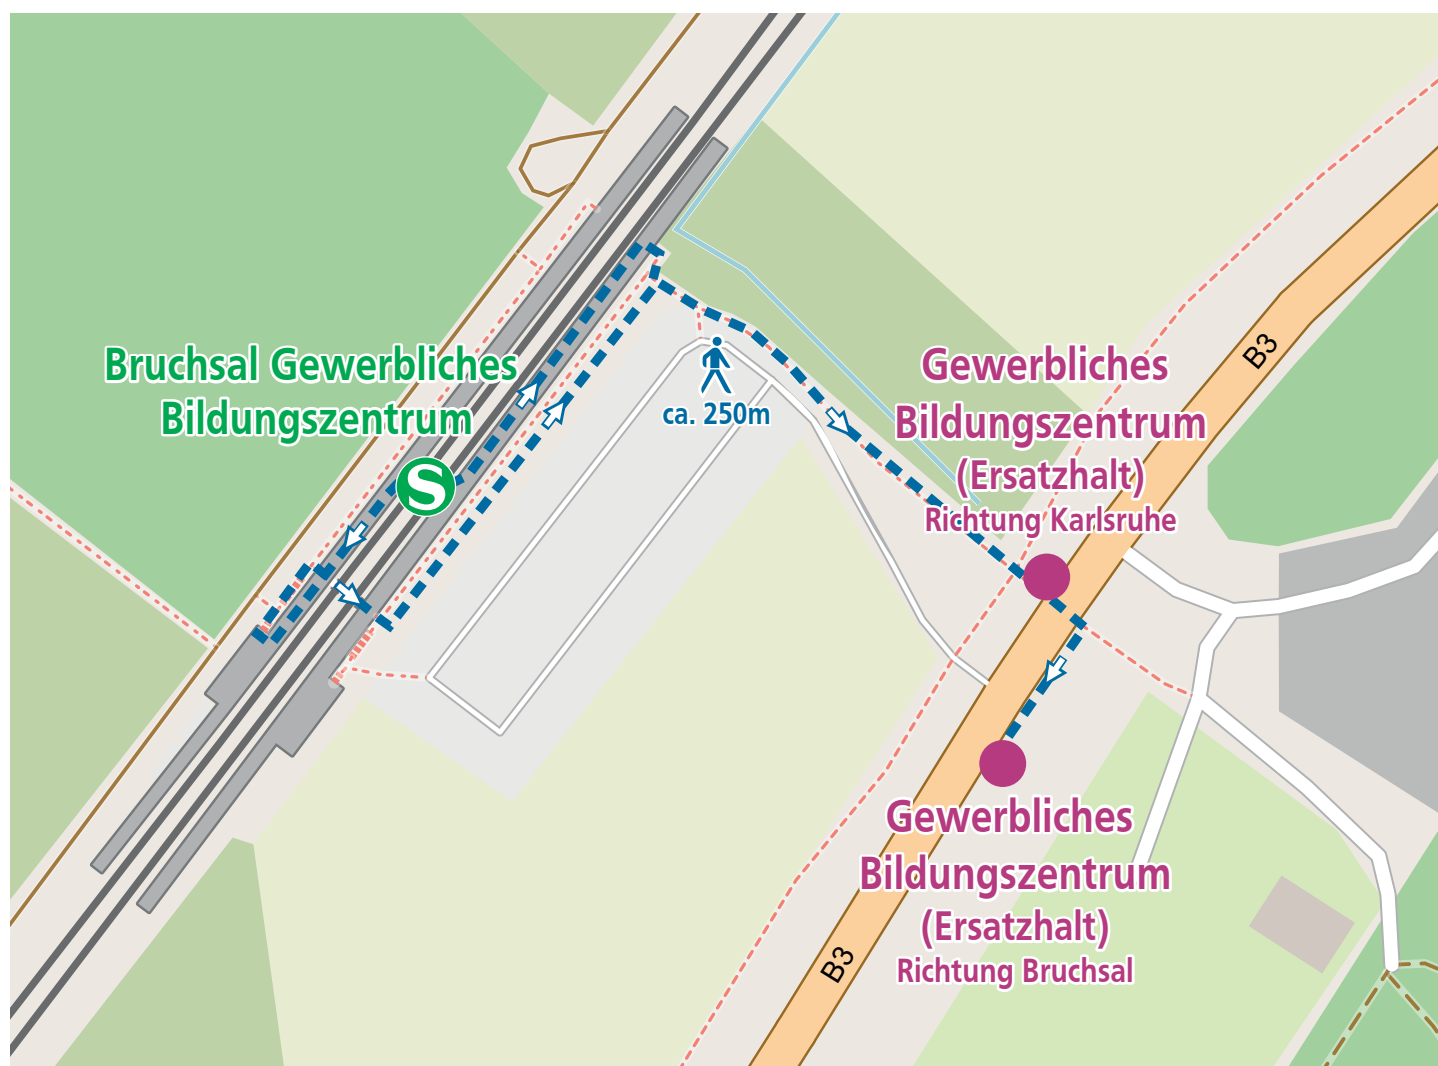 B3
Bruchsal Gewerbliches
Bildungszentrum
S
ca. 250m
Gewerbliches
Bildungszentrum
(Ersatzhalt)
Richtung Karlsruhe
Gewerbliches
Bildungszentrum
(Ersatzhalt)
Richtung Bruchsal
B3